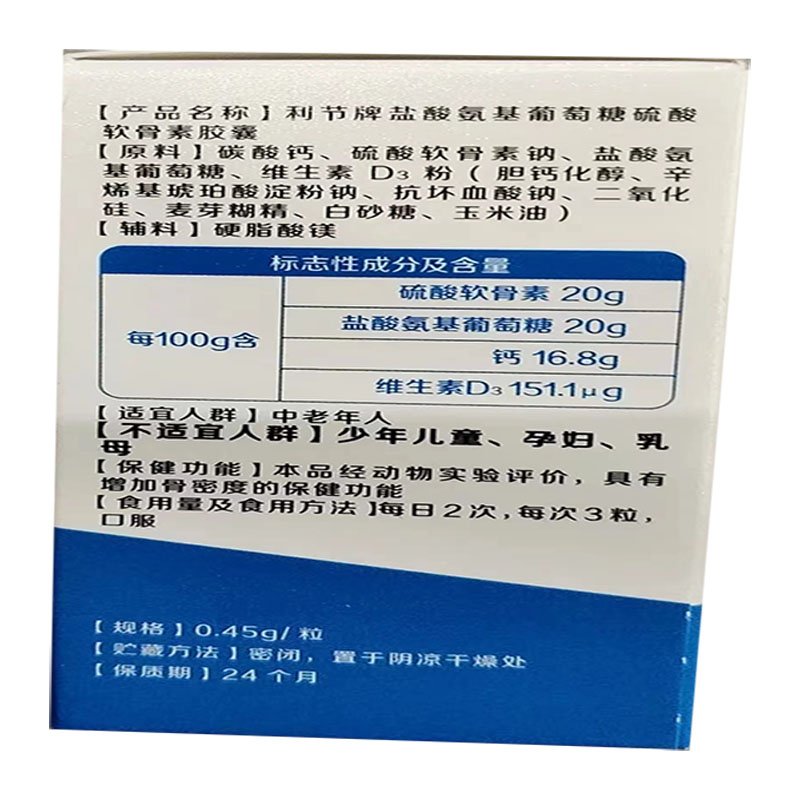 【产品名称】利节牌盐酸氨基葡萄糖硫酸
软骨素胶囊
【原料】碳酸钙、硫酸软骨素钠、盐酸氨
基葡萄糖、维生素D₃粉（胆钙化醇、辛
烯基琥珀酸淀粉钠、抗坏血酸钠、二氧化
硅、麦芽糊精、白砂糖、玉米油）
【辅料】硬脂酸镁
标志性成分及含量
每100g含
硫酸软骨素 20g
盐酸氨基葡萄糖 20g
钙 16.8g
维生素D₃ 151.1μg
【适宜人群】中老年人
【不适宜人群】少年儿童、孕妇、乳
母
【保健功能】本品经动物实验评价，具有
增加骨密度的保健功能
【食用量及食用方法】每日2次，每次3粒，
口服
【规格】0.45g/粒
【贮藏方法】密闭，置于阴凉干燥处
【保质期】24个月